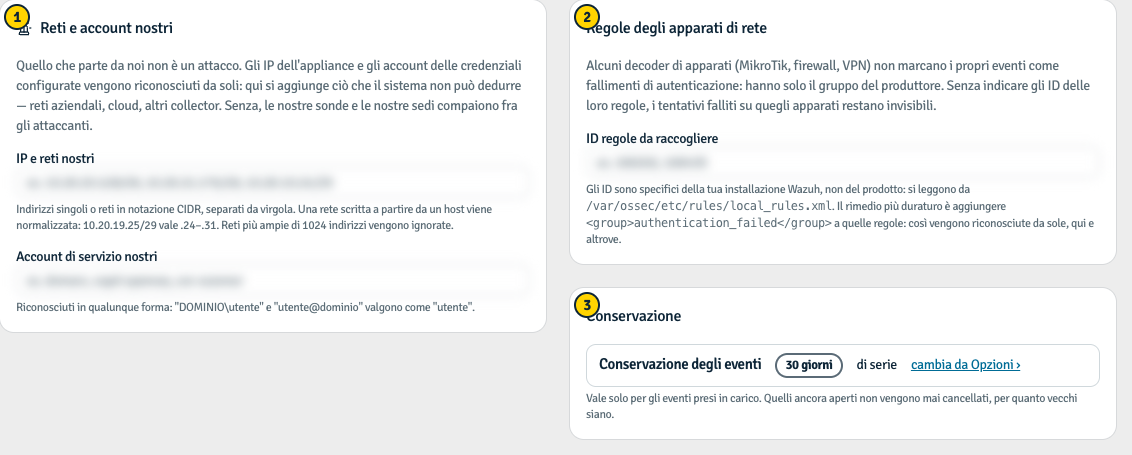 1
Reti e account nostri
Quello che parte da noi non è un attacco. Gli IP dell'appliance e gli account delle credenziali
configurate vengono riconosciuti da soli: qui si aggiunge ciò che il sistema non può dedurre
— reti aziendali, cloud, altri collector. Senza, le nostre sonde e le nostre sedi compaiono fra
gli attaccanti.
IP e reti nostri
Indirizzi singoli o reti in notazione CIDR, separati da virgola. Una rete scritta a partire da un host viene
normalizzata: 10.20.19.25/29 vale .24–.31. Reti più ampie di 1024 indirizzi vengono ignorate.
Account di servizio nostri
Riconosciuti in qualunque forma: "DOMINIO\utente" e "utente@dominio" valgono come "utente".
2
Regole degli apparati di rete
Alcuni decoder di apparati (MikroTik, firewall, VPN) non marcano i propri eventi come
fallimenti di autenticazione: hanno solo il gruppo del produttore. Senza indicare gli ID delle
loro regole, i tentativi falliti su quegli apparati restano invisibili.
ID regole da raccogliere
Gli ID sono specifici della tua installazione Wazuh, non del prodotto: si leggono da
/var/ossec/etc/rules/local_rules.xml. Il rimedio più duraturo è aggiungere
<group>authentication_failed</group> a quelle regole: così vengono riconosciute da sole, qui e
altrove.
3
Conservazione
Conservazione degli eventi 30 giorni di serie cambia da Opzioni ›
Vale solo per gli eventi presi in carico. Quelli ancora aperti non vengono mai cancellati, per quanto vecchi
siano.